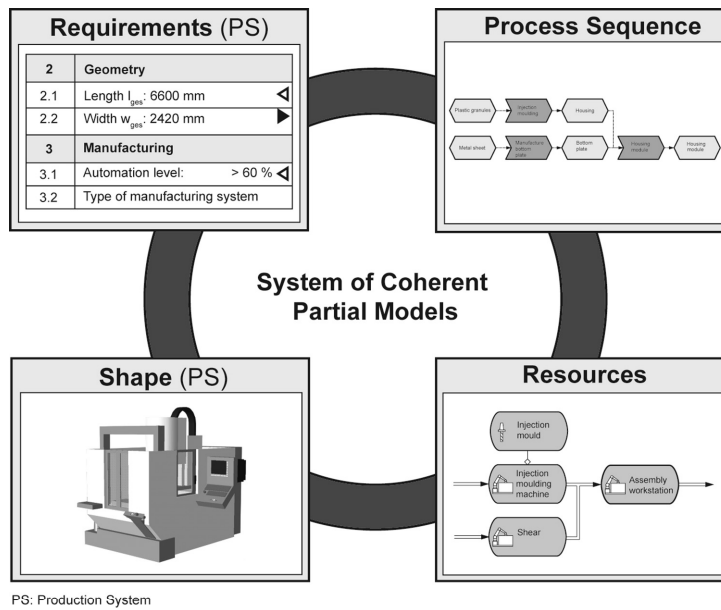 Requirements (PS)
2 Geometry
2.1 Length lges: 6600 mm
2.2 Width wges: 2420 mm
3 Manufacturing
3.1 Automation level: > 60 %
3.2 Type of manufacturing system
Process Sequence
Plastic granules
Injection
moulding
Housing
Metal sheet
Manufacture
bottom
plate
Bottom
plate
Housing
module
Housing
module
System of Coherent
Partial Models
Shape (PS)
Resources
Injection
mould
Injection
moulding
machine
Assembly
workstation
Shear
PS: Production System